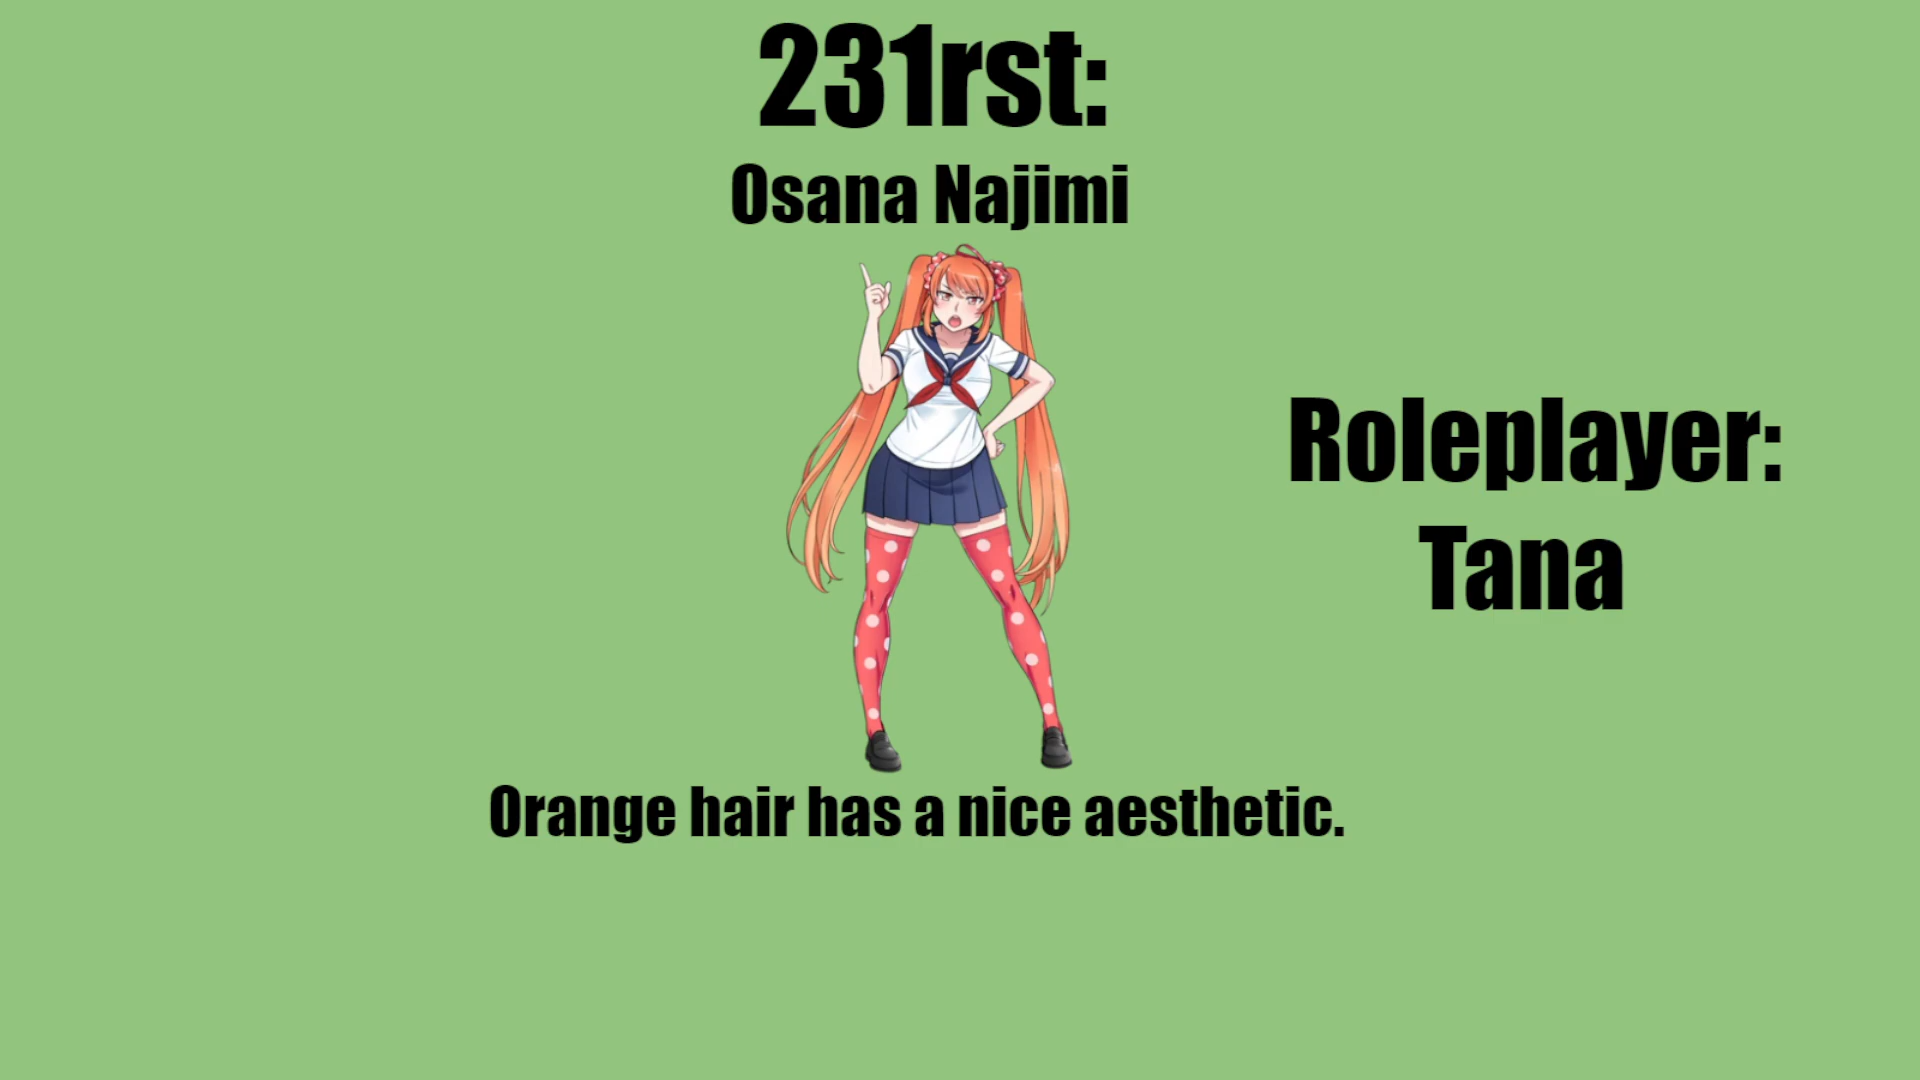 231rst:
Osana Najimi
Roleplayer:
Tana
Orange hair has a nice aesthetic.